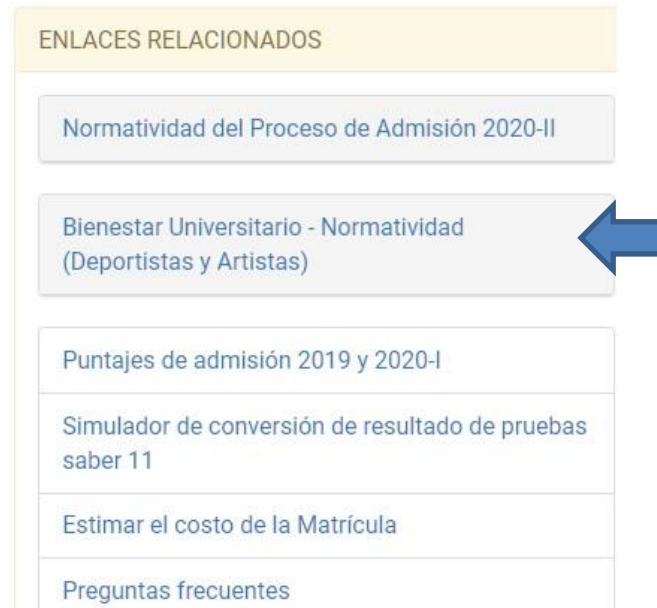 ENLACES RELACIONADOS
Normatividad del Proceso de Admisión 2020-II
Bienestar Universitario - Normatividad
(Deportistas y Artistas)
Puntajes de admisión 2019 y 2020-I
Simulador de conversión de resultado de pruebas
saber 11
Estimar el costo de la Matrícula
Preguntas frecuentes